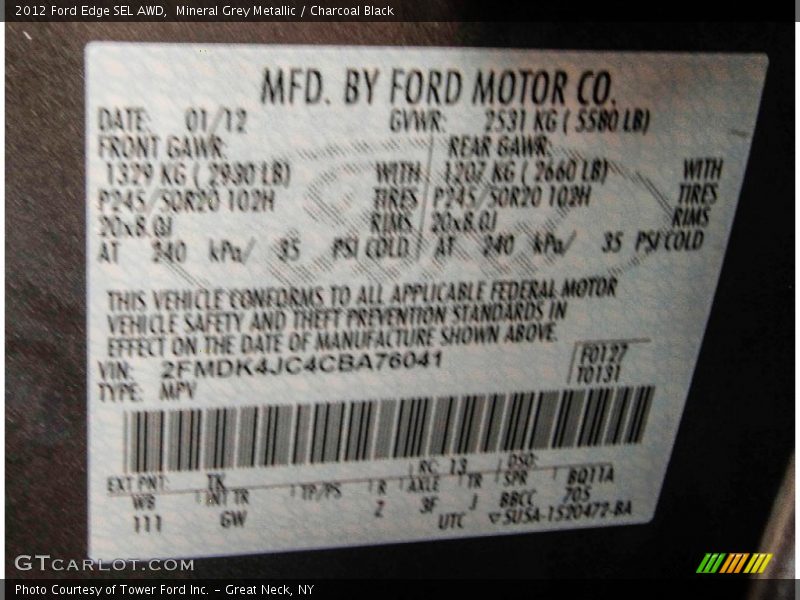 2012 Ford Edge SEL AWD,  Mineral Grey Metallic / Charcoal Black
MFD. BY FORD MOTOR CO.
DATE: 01/12 GVWR: 2531 KG ( 5580 LB)
FRONT GAWR: REAR GAWR:
1329 KG ( 2930 LB) WITH 1207 KG ( 2660 LB) WITH
P245/50R20 102H TIRES P245/50R20 102H TIRES
20x8.0J RIMS 20x8.0J RIMS
AT 240 kPa/ 35 PSI COLD AT 240 kPa/ 35 PSI COLD
THIS VEHICLE CONFORMS TO ALL APPLICABLE FEDERAL MOTOR
VEHICLE SAFETY AND THEFT PREVENTION STANDARDS IN
EFFECT ON THE DATE OF MANUFACTURE SHOWN ABOVE.
VIN: 2FMDK4JC4CBA76041 F0127
TYPE: MPV T0131
EXT PNT: TK RC: 13 DSO:
WB INT TR TP/PS R AXLE TR SPR BQ11A
111 GW Z 3F J BBCC 705
UTC ▽SU5A-1520472-BA
GTCARLOT.COM
Photo Courtesy of Tower Ford Inc. – Great Neck, NY